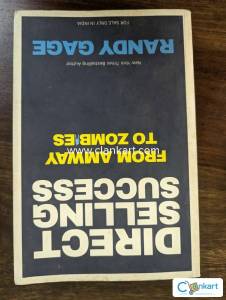 DIRECT
SELLING
SUCCESS
FROM AMWAY
TO ZOMBIES
www.clankart.com
New York Times Bestselling Author
RANDY GAGE
FOR SALE ONLY IN INDIA
Clankart